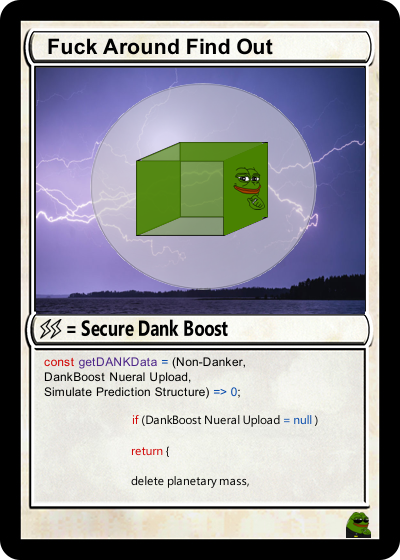 Fuck Around Find Out
= Secure Dank Boost
const getDANKData = (Non-Danker,
DankBoost Nueral Upload,
Simulate Prediction Structure) => 0;
if (DankBoost Nueral Upload = null )
return {
delete planetary mass,